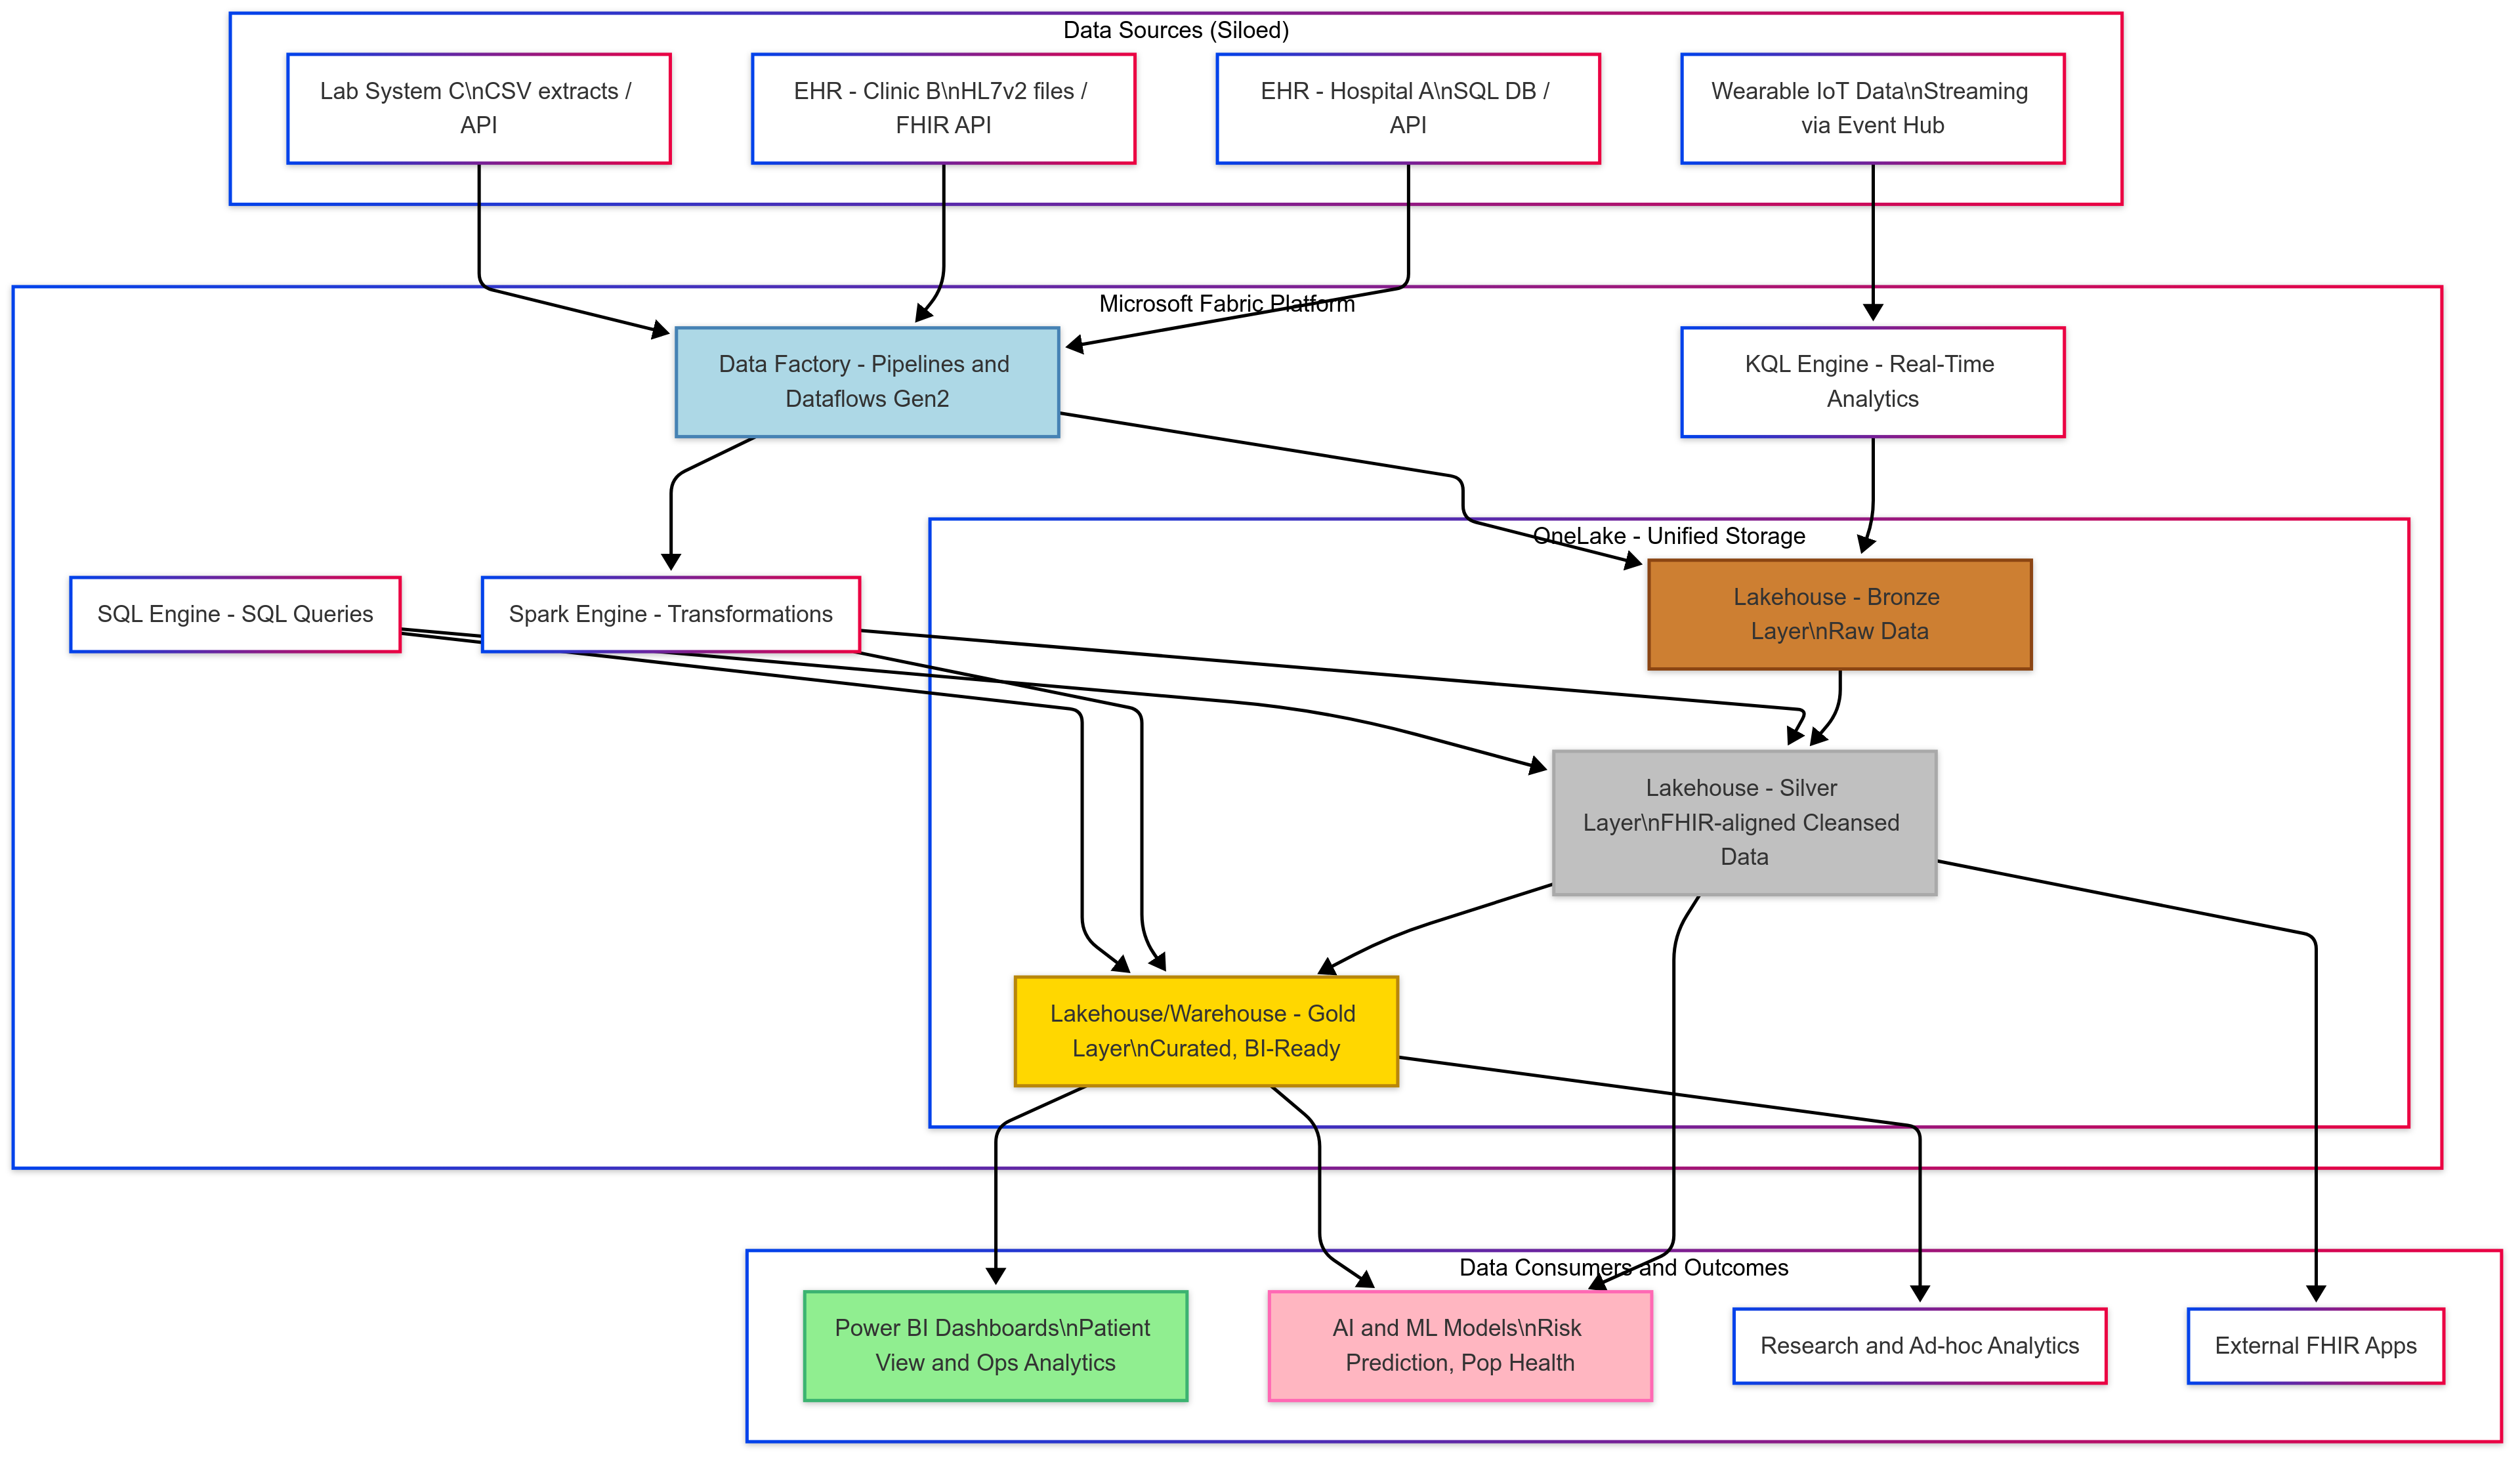 Data Sources (Siloed)
Lab System C\nCSV extracts /
API
EHR - Clinic B\nHL7v2 files /
FHIR API
EHR - Hospital A\nSQL DB /
API
Wearable IoT Data\nStreaming
via Event Hub
Microsoft Fabric Platform
Data Factory - Pipelines and
Dataflows Gen2
KQL Engine - Real-Time
Analytics
OneLake - Unified Storage
SQL Engine - SQL Queries
Spark Engine - Transformations
Lakehouse - Bronze
Layer\nRaw Data
Lakehouse - Silver
Layer\nFHIR-aligned Cleansed
Data
Lakehouse/Warehouse - Gold
Layer\nCurated, BI-Ready
Data Consumers and Outcomes
Power BI Dashboards\nPatient
View and Ops Analytics
AI and ML Models\nRisk
Prediction, Pop Health
Research and Ad-hoc Analytics
External FHIR Apps